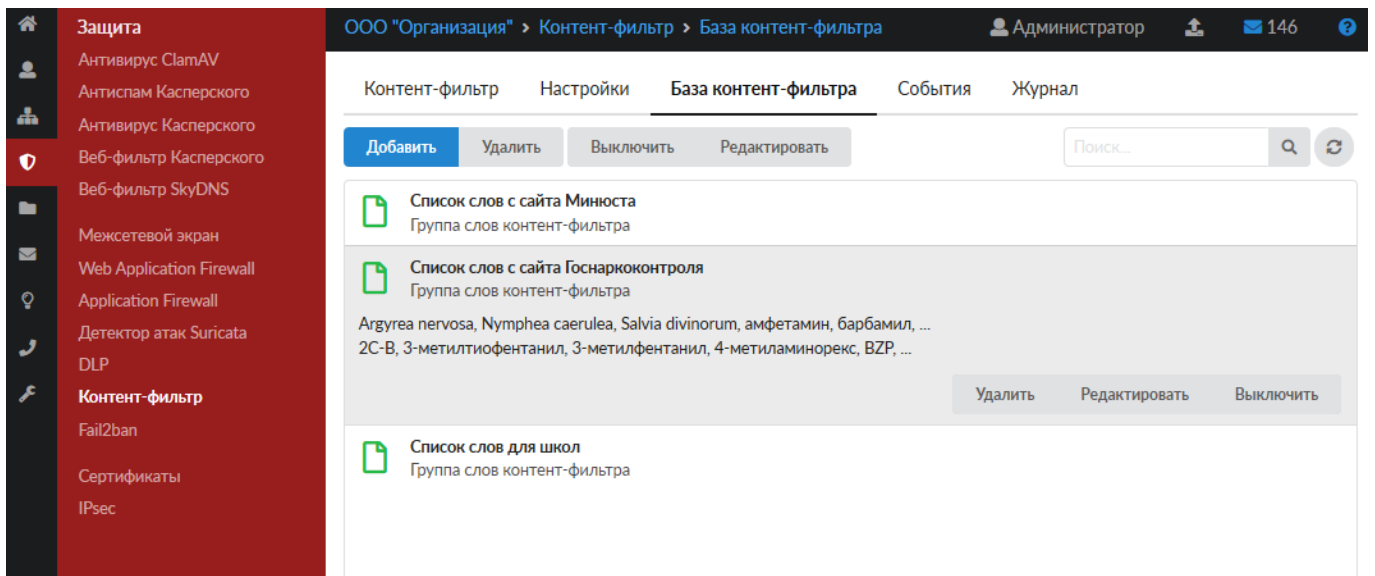 Защита
Антивирус ClamAV
Антиспам Касперского
Антивирус Касперского
Веб-фильтр Касперского
Веб-фильтр SkyDNS
Межсетевой экран
Web Application Firewall
Application Firewall
Детектор атак Suricata
DLP
Контент-фильтр
Fail2ban
Сертификаты
IPsec
ООО "Организация" > Контент-фильтр > База контент-фильтра
Администратор 146
Контент-фильтр Настройки База контент-фильтра События Журнал
Добавить Удалить Выключить Редактировать Поиск...
Список слов с сайта Минюста
Группа слов контент-фильтра
Список слов с сайта Госнаркоконтроля
Группа слов контент-фильтра
Argyrea nervosa, Nymphea caerulea, Salvia divinorum, амфетамин, барбамил, ...
2C-B, 3-метилтиофентанил, 3-метилфентанил, 4-метиламинорекс, BZP, ...
Удалить Редактировать Выключить
Список слов для школ
Группа слов контент-фильтра